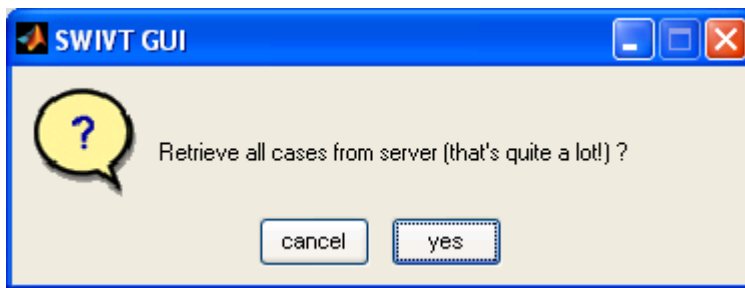 SWIVT GUI
?
Retrieve all cases from server (that's quite a lot!) ?
cancel yes